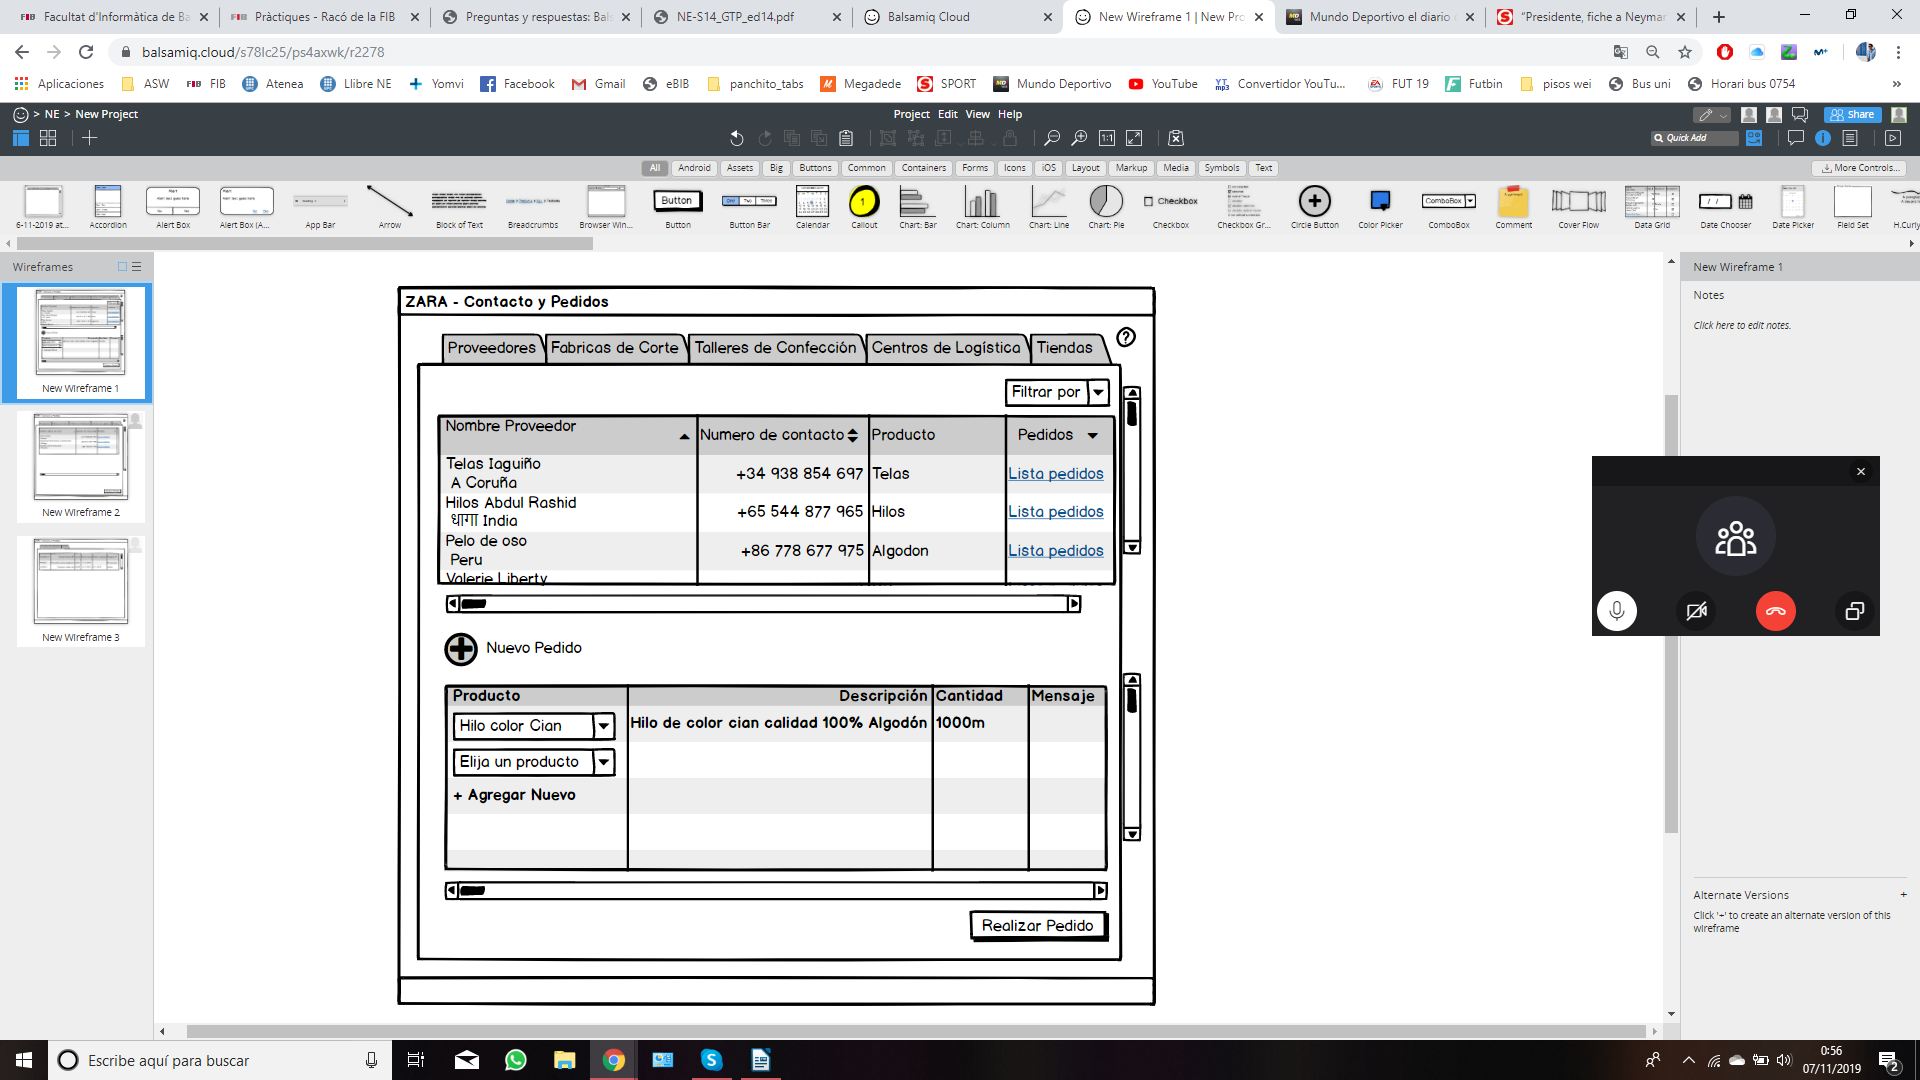 Facultat d'Informàtica de Ba
Pràctiques - Racó de la FIB
Preguntas y respuestas: Bals
NE-S14_GTP_ed14.pdf
Balsamiq Cloud
New Wireframe 1 | New Pro
Mundo Deportivo el diario
"Presidente, fiche a Neymar
balsamiq.cloud/s78lc25/ps4axwk/r2278
Aplicaciones
ASW
FIB
Atenea
Llibre NE
Yomvi
Facebook
Gmail
eBIB
panchito_tabs
Megadede
SPORT
Mundo Deportivo
YouTube
Convertidor YouTu...
FUT 19
Futbin
pisos wei
Bus uni
Horari bus 0754
> NE > New Project
Project Edit View Help
Share
1:1
Quick Add
All Android Assets Big Buttons Common Containers Forms Icons iOS Layout Markup Media Symbols Text
More Controls...
Button
1
Checkbox
ComboBox
/ /
6-11-2019 at...
Accordion
Alert Box
Alert Box (A...
App Bar
Arrow
Block of Text
Breadcrumbs
Browser Win...
Button
Button Bar
Calendar
Callout
Chart: Bar
Chart: Column
Chart: Line
Chart: Pie
Checkbox
Checkbox Gr...
Circle Button
Color Picker
ComboBox
Comment
Cover Flow
Data Grid
Date Chooser
Date Picker
Field Set
H.Curly
Wireframes
New Wireframe 1
New Wireframe 2
New Wireframe 3
ZARA - Contacto y Pedidos
Proveedores
Fabricas de Corte
Talleres de Confección
Centros de Logística
Tiendas
?
Filtrar por
Nombre Proveedor
Numero de contacto
Producto
Pedidos
Telas Iaguiño
A Coruña
+34 938 854 697
Telas
Lista pedidos
Hilos Abdul Rashid
धागा India
+65 544 877 965
Hilos
Lista pedidos
Pelo de oso
Peru
+86 778 677 975
Algodon
Lista pedidos
Valerie Liberty
Nuevo Pedido
Producto
Descripción
Cantidad
Mensaje
Hilo color Cian
Hilo de color cian calidad 100% Algodón
1000m
Elija un producto
+ Agregar Nuevo
Realizar Pedido
New Wireframe 1
Notes
Click here to edit notes.
Alternate Versions
+
Click '+' to create an alternate version of this
wireframe
Escribe aquí para buscar
0:56
07/11/2019
2